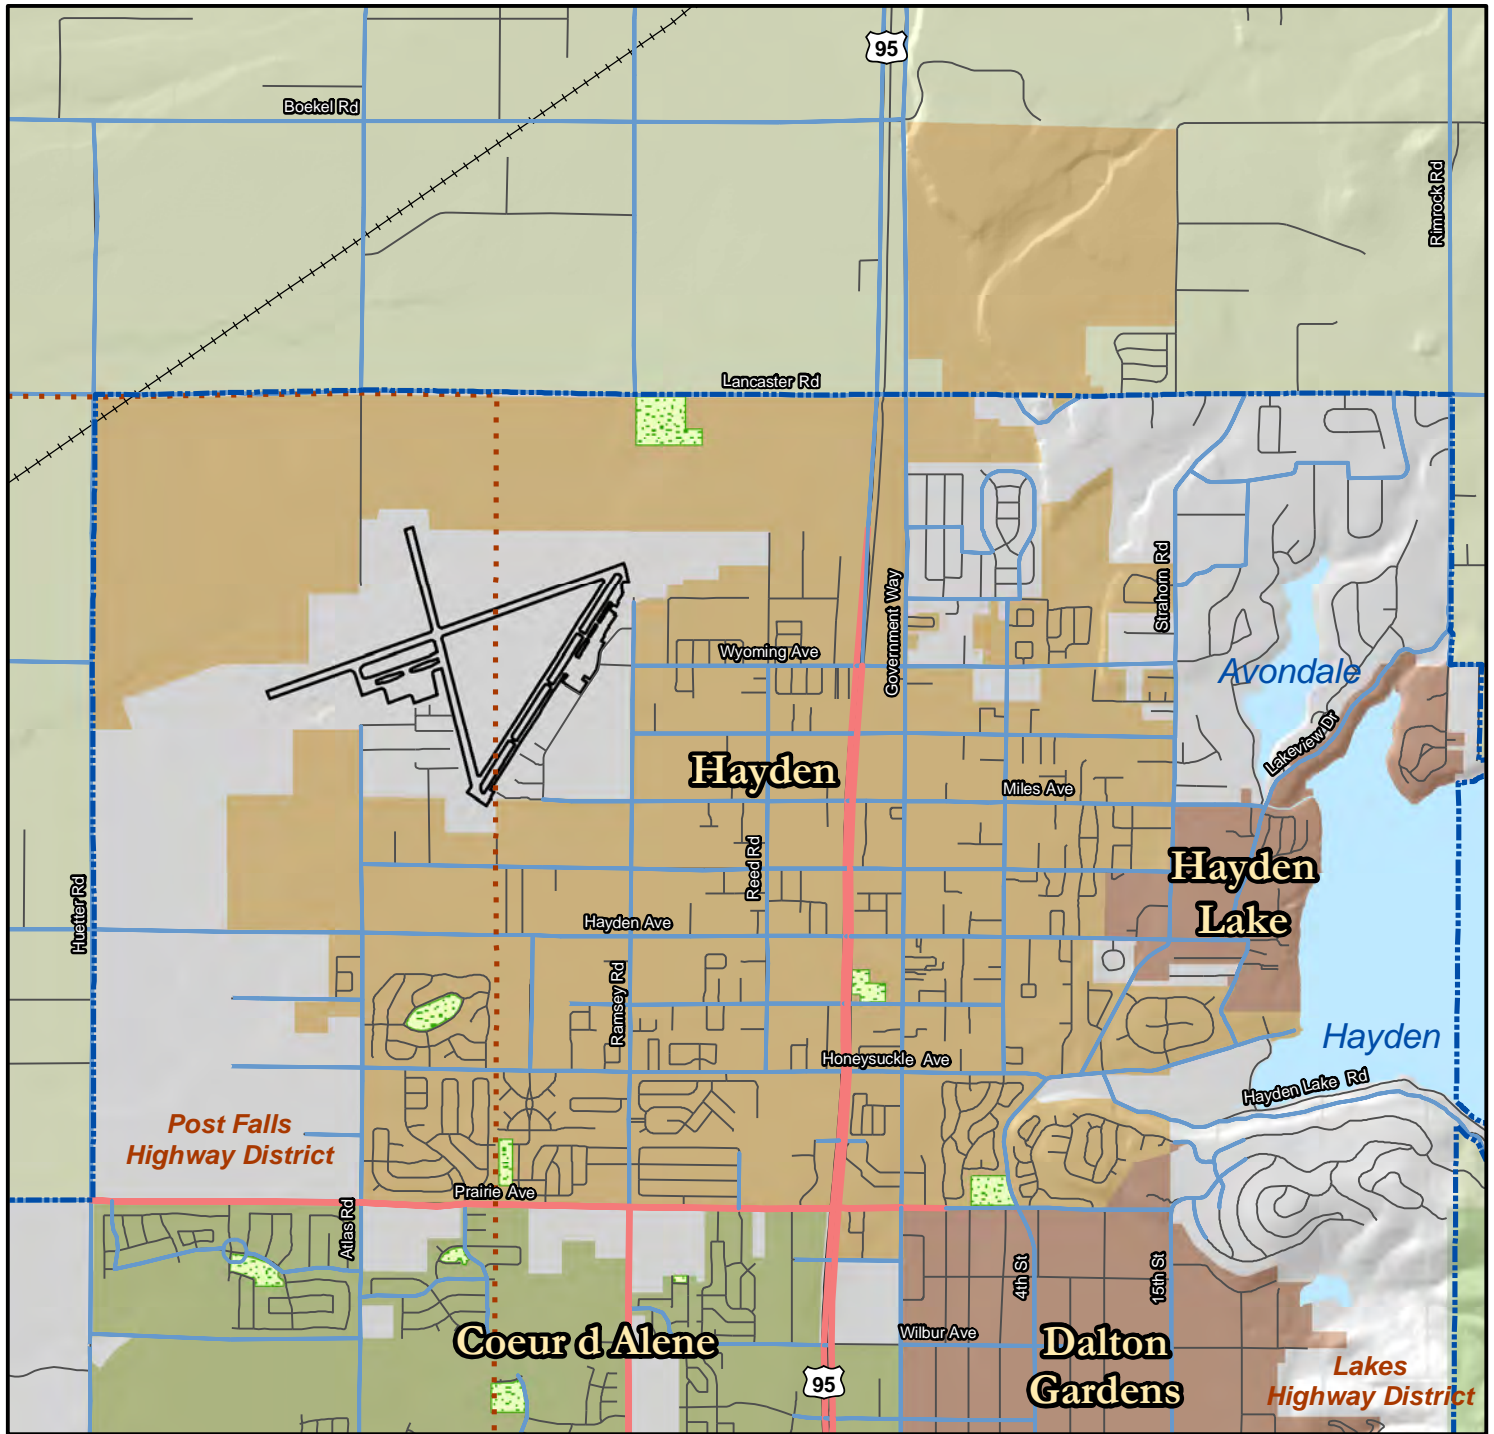 95
Boekel Rd
Rimrock Rd
Lancaster Rd
Strahorn Rd
Government Way
Wyoming Ave
Avondale
Lakeview Dr
Hayden
Miles Ave
Reed Rd
Hayden
Lake
Huetter Rd
Hayden Ave
Ramsey Rd
Hayden
Honeysuckle Ave
Hayden Lake Rd
Post Falls
Highway District
Prairie Ave
Atlas Rd
4th St
15th St
Coeur d Alene
Wilbur Ave
Dalton
Gardens
95
Lakes
Highway District